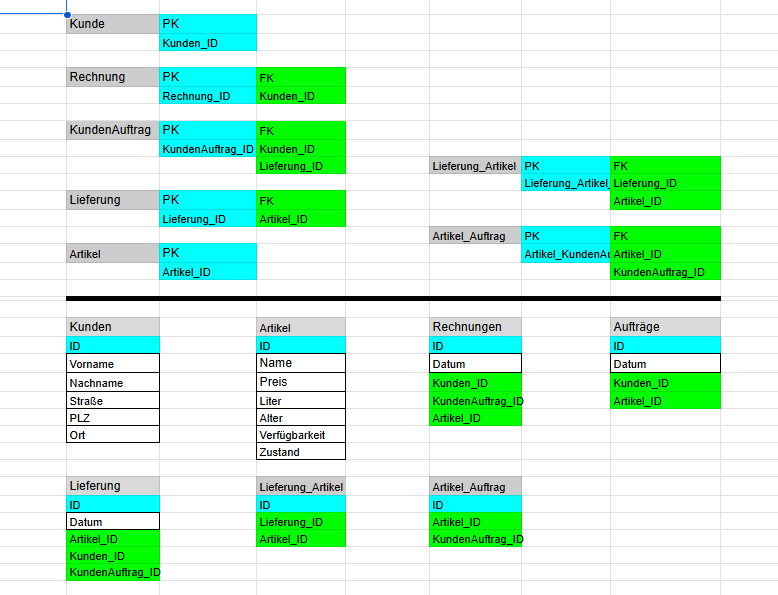 Kunde PK
Kunden_ID
Rechnung PK FK
Rechnung_ID Kunden_ID
KundenAuftrag PK FK
KundenAuftrag_ID Kunden_ID
Lieferung_ID
Lieferung_Artikel PK FK
Lieferung_Artikel_ Lieferung_ID
Artikel_ID
Lieferung PK FK
Lieferung_ID Artikel_ID
Artikel_Auftrag PK FK
Artikel_KundenAu Artikel_ID
KundenAuftrag_ID
Artikel PK
Artikel_ID
Kunden Artikel Rechnungen Aufträge
ID ID ID ID
Vorname Name Datum Datum
Nachname Preis Kunden_ID Kunden_ID
Straße Liter KundenAuftrag_ID Artikel_ID
PLZ Alter Artikel_ID
Ort Verfügbarkeit
Zustand
Lieferung Lieferung_Artikel Artikel_Auftrag
ID ID ID
Datum Lieferung_ID Artikel_ID
Artikel_ID Artikel_ID KundenAuftrag_ID
Kunden_ID
KundenAuftrag_ID